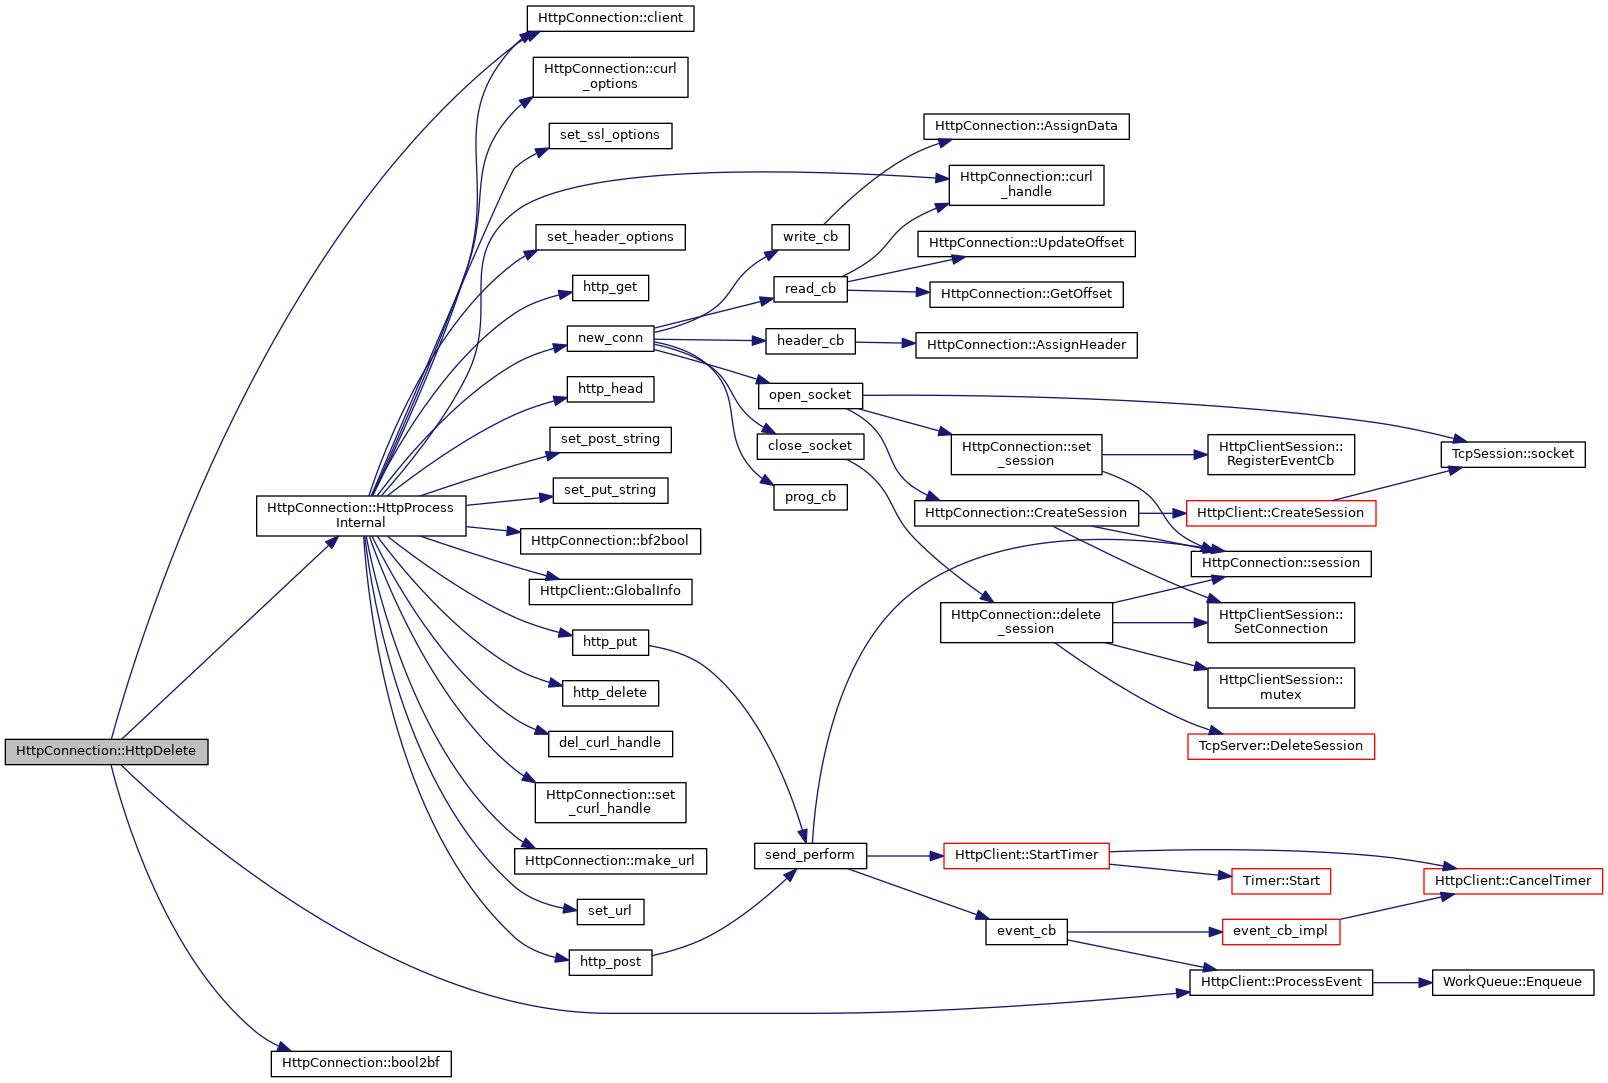 HttpConnection::HttpDelete
HttpConnection::HttpProcess
Internal
HttpConnection::bool2bf
HttpConnection::client
HttpConnection::curl
_options
set_ssl_options
set_header_options
http_get
new_conn
http_head
set_post_string
set_put_string
HttpConnection::bf2bool
HttpClient::GlobalInfo
http_put
http_delete
del_curl_handle
HttpConnection::set
_curl_handle
HttpConnection::make_url
set_url
http_post
write_cb
read_cb
header_cb
open_socket
close_socket
prog_cb
send_perform
HttpConnection::AssignData
HttpConnection::curl
_handle
HttpConnection::UpdateOffset
HttpConnection::GetOffset
HttpConnection::AssignHeader
HttpConnection::set
_session
HttpConnection::CreateSession
HttpConnection::delete
_session
HttpClient::StartTimer
event_cb
HttpClientSession::
RegisterEventCb
HttpClient::CreateSession
HttpConnection::session
HttpClientSession::
SetConnection
HttpClientSession::
mutex
TcpServer::DeleteSession
Timer::Start
event_cb_impl
HttpClient::ProcessEvent
TcpSession::socket
HttpClient::CancelTimer
WorkQueue::Enqueue